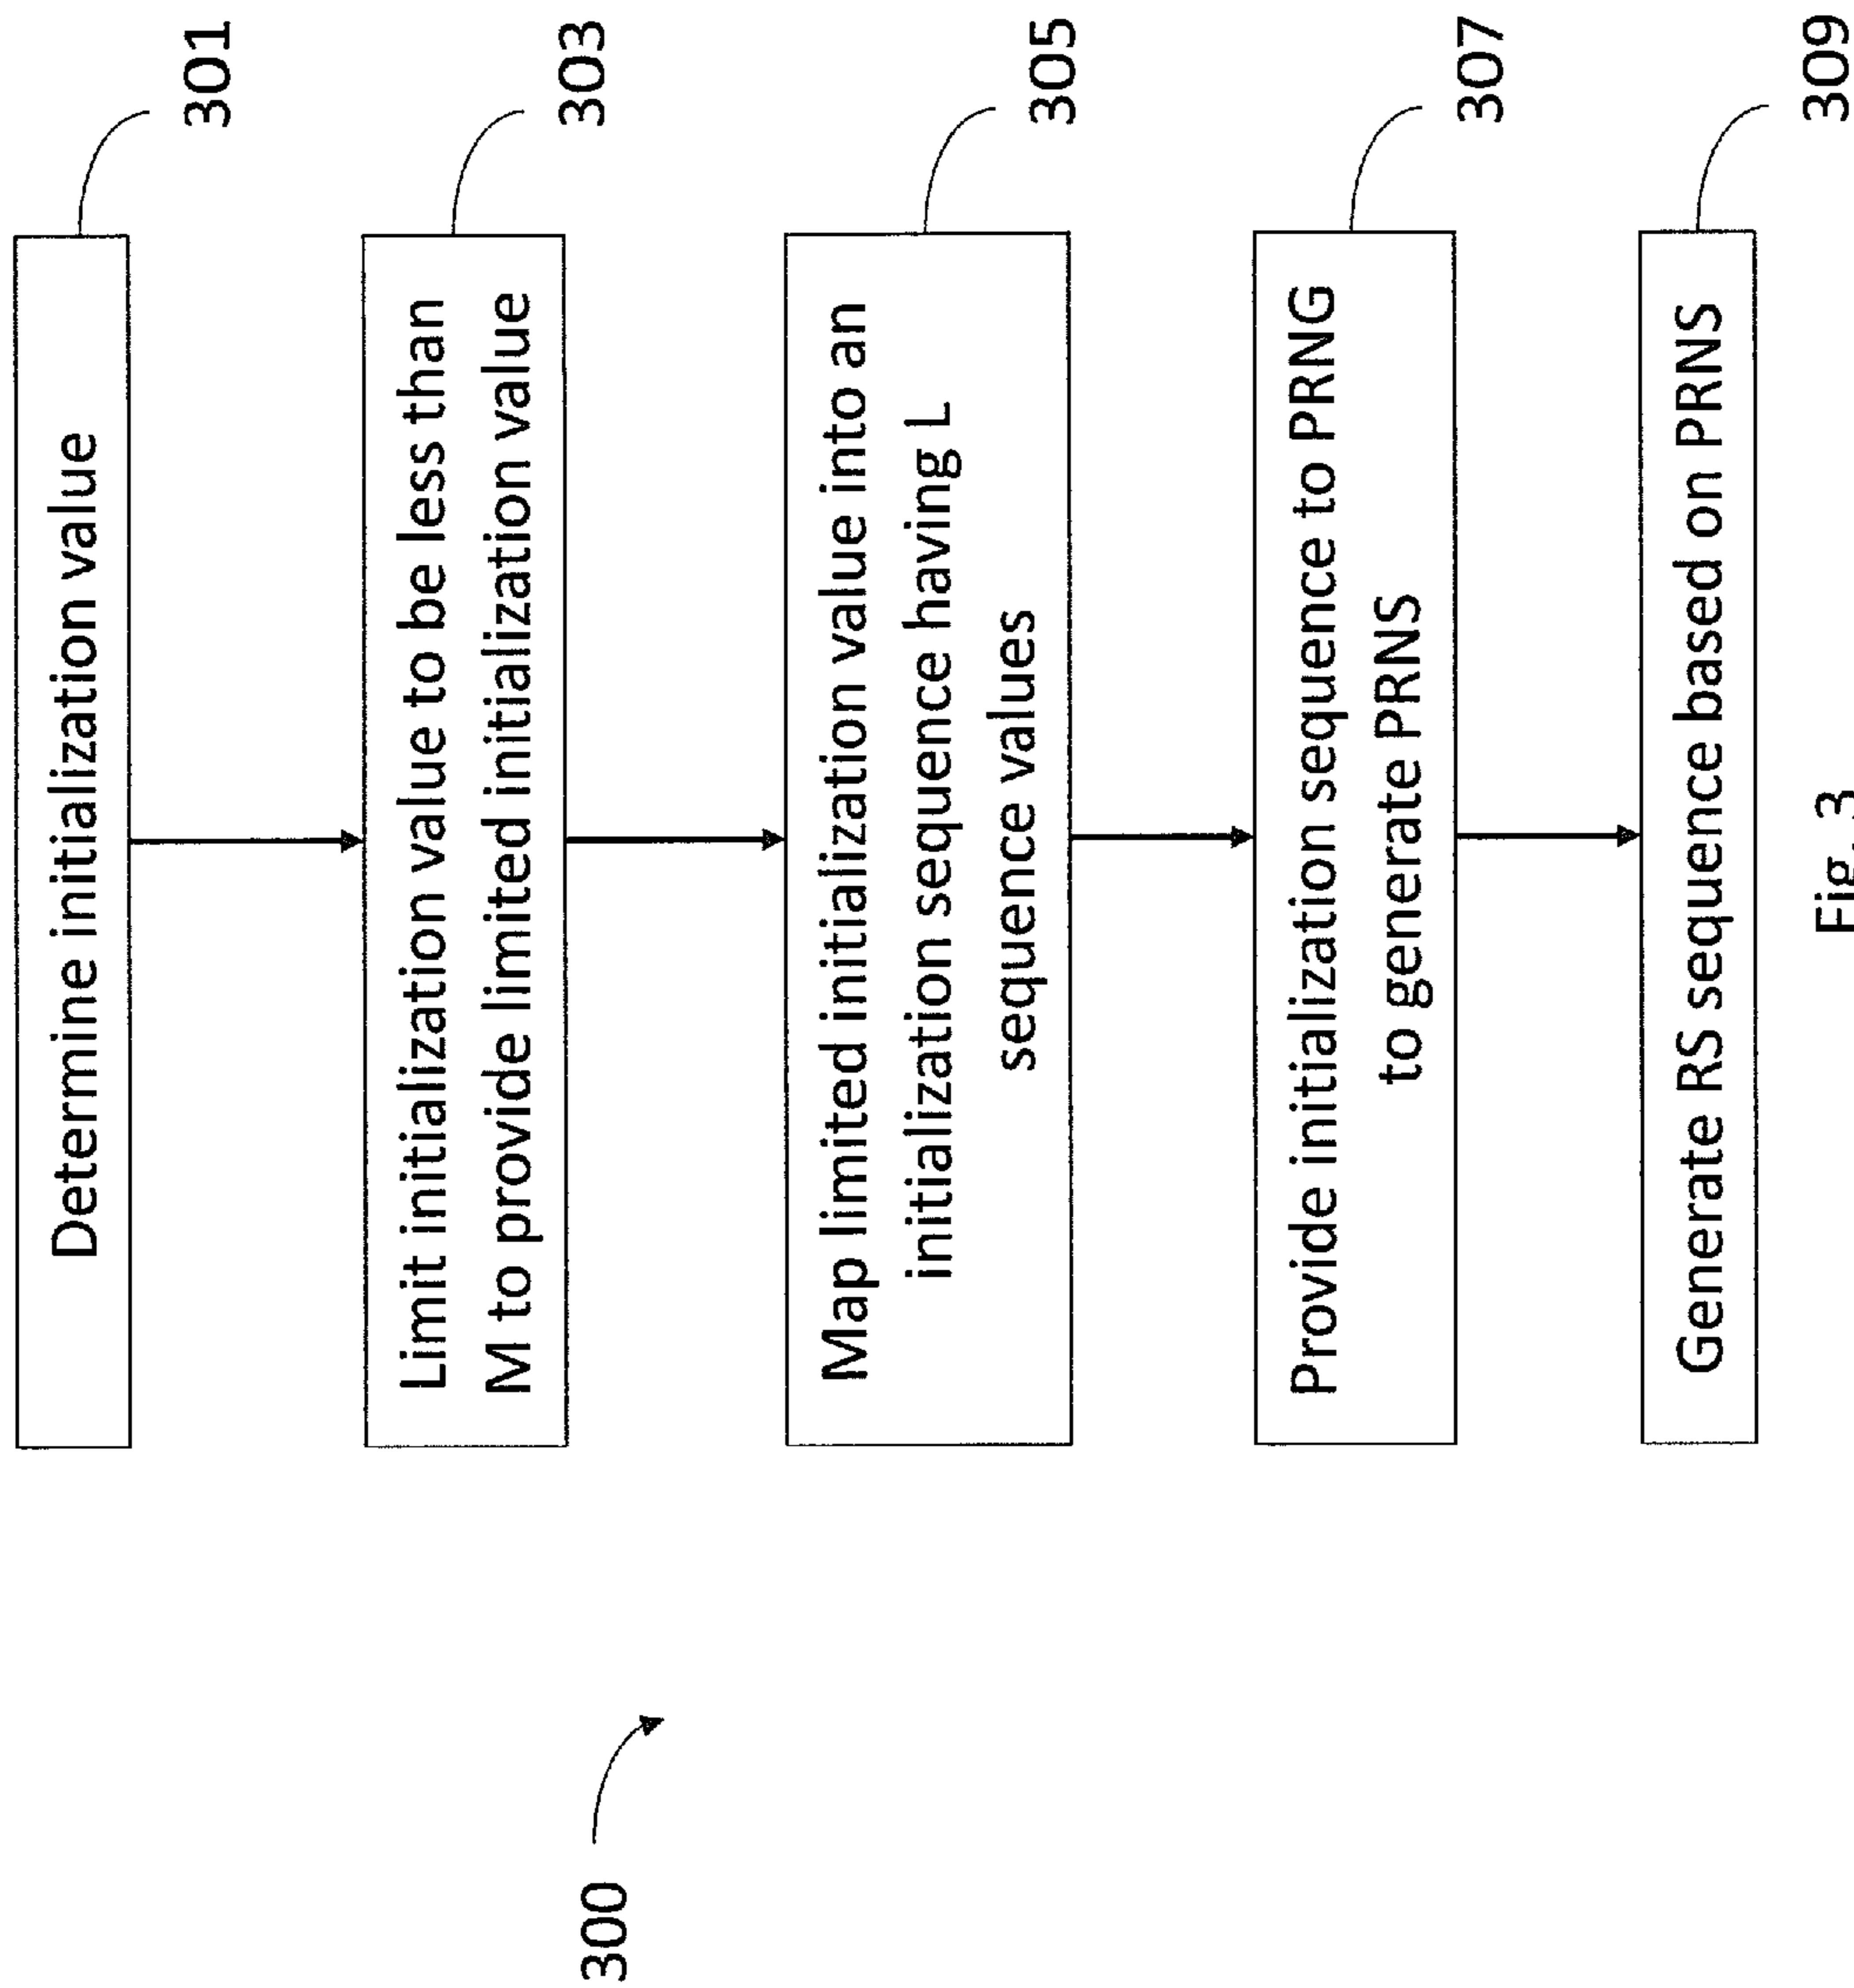 300
Determine initialization value
301
Limit initialization value to be less than
M to provide limited initialization value
303
Map limited initialization value into an
initialization sequence having L
sequence values
305
Provide initialization sequence to PRNG
to generate PRNS
307
Generate RS sequence based on PRNS
309
Fig. 3